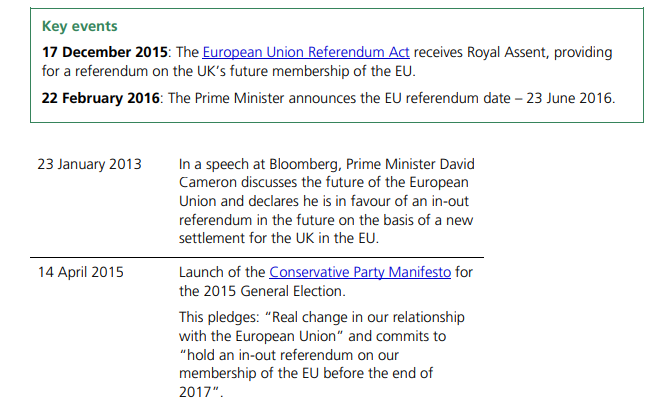 Key events
17 December 2015: The European Union Referendum Act receives Royal Assent, providing
for a referendum on the UK’s future membership of the EU.
22 February 2016: The Prime Minister announces the EU referendum date – 23 June 2016.
23 January 2013 In a speech at Bloomberg, Prime Minister David
Cameron discusses the future of the European
Union and declares he is in favour of an in-out
referendum in the future on the basis of a new
settlement for the UK in the EU.
14 April 2015 Launch of the Conservative Party Manifesto for
the 2015 General Election.
This pledges: “Real change in our relationship
with the European Union” and commits to
“hold an in-out referendum on our
membership of the EU before the end of
2017”.